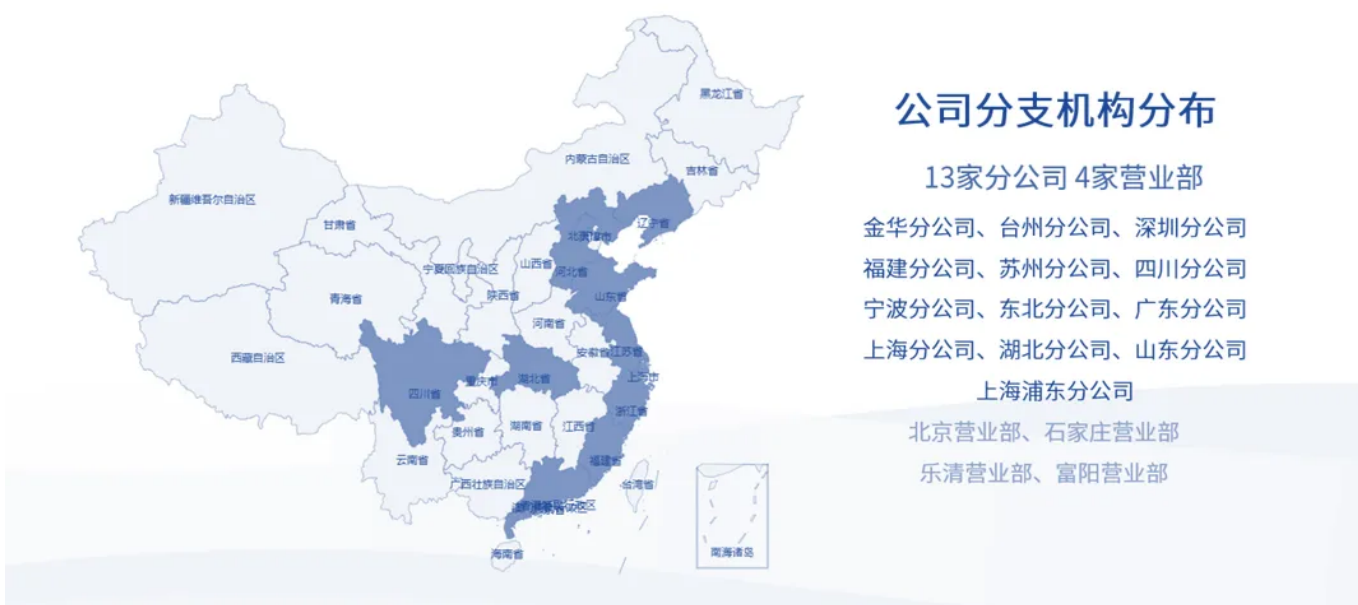 黑龙江省
内蒙古自治区
吉林省
新疆维吾尔自治区
甘肃省
辽宁省
宁夏回族自治区
山西省
河北省
青海省
陕西省
山东省
河南省
西藏自治区
安徽省
江苏省
四川省
重庆市
湖北省
上海市
浙江省
贵州省
湖南省
江西省
云南省
福建省
广西壮族自治区
台湾省
海南省
南海诸岛
公司分支机构分布
13家分公司 4家营业部
金华分公司、台州分公司、深圳分公司
福建分公司、苏州分公司、四川分公司
宁波分公司、东北分公司、广东分公司
上海分公司、湖北分公司、山东分公司
上海浦东分公司
北京营业部、石家庄营业部
乐清营业部、富阳营业部